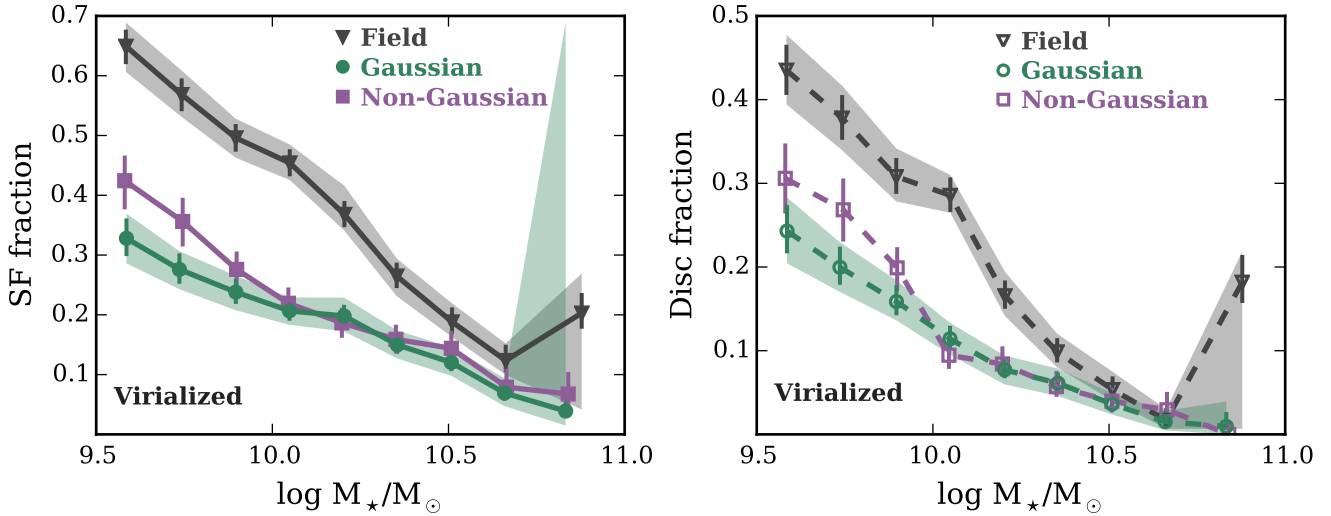 0.7
0.6
0.5
0.4
0.3
0.2
0.1
SF fraction
Field
Gaussian
Non-Gaussian
Virialized
9.5 10.0 10.5 11.0
log M⋆/M⊙
0.5
0.4
0.3
0.2
0.1
Disc fraction
Field
Gaussian
Non-Gaussian
Virialized
9.5 10.0 10.5 11.0
log M⋆/M⊙